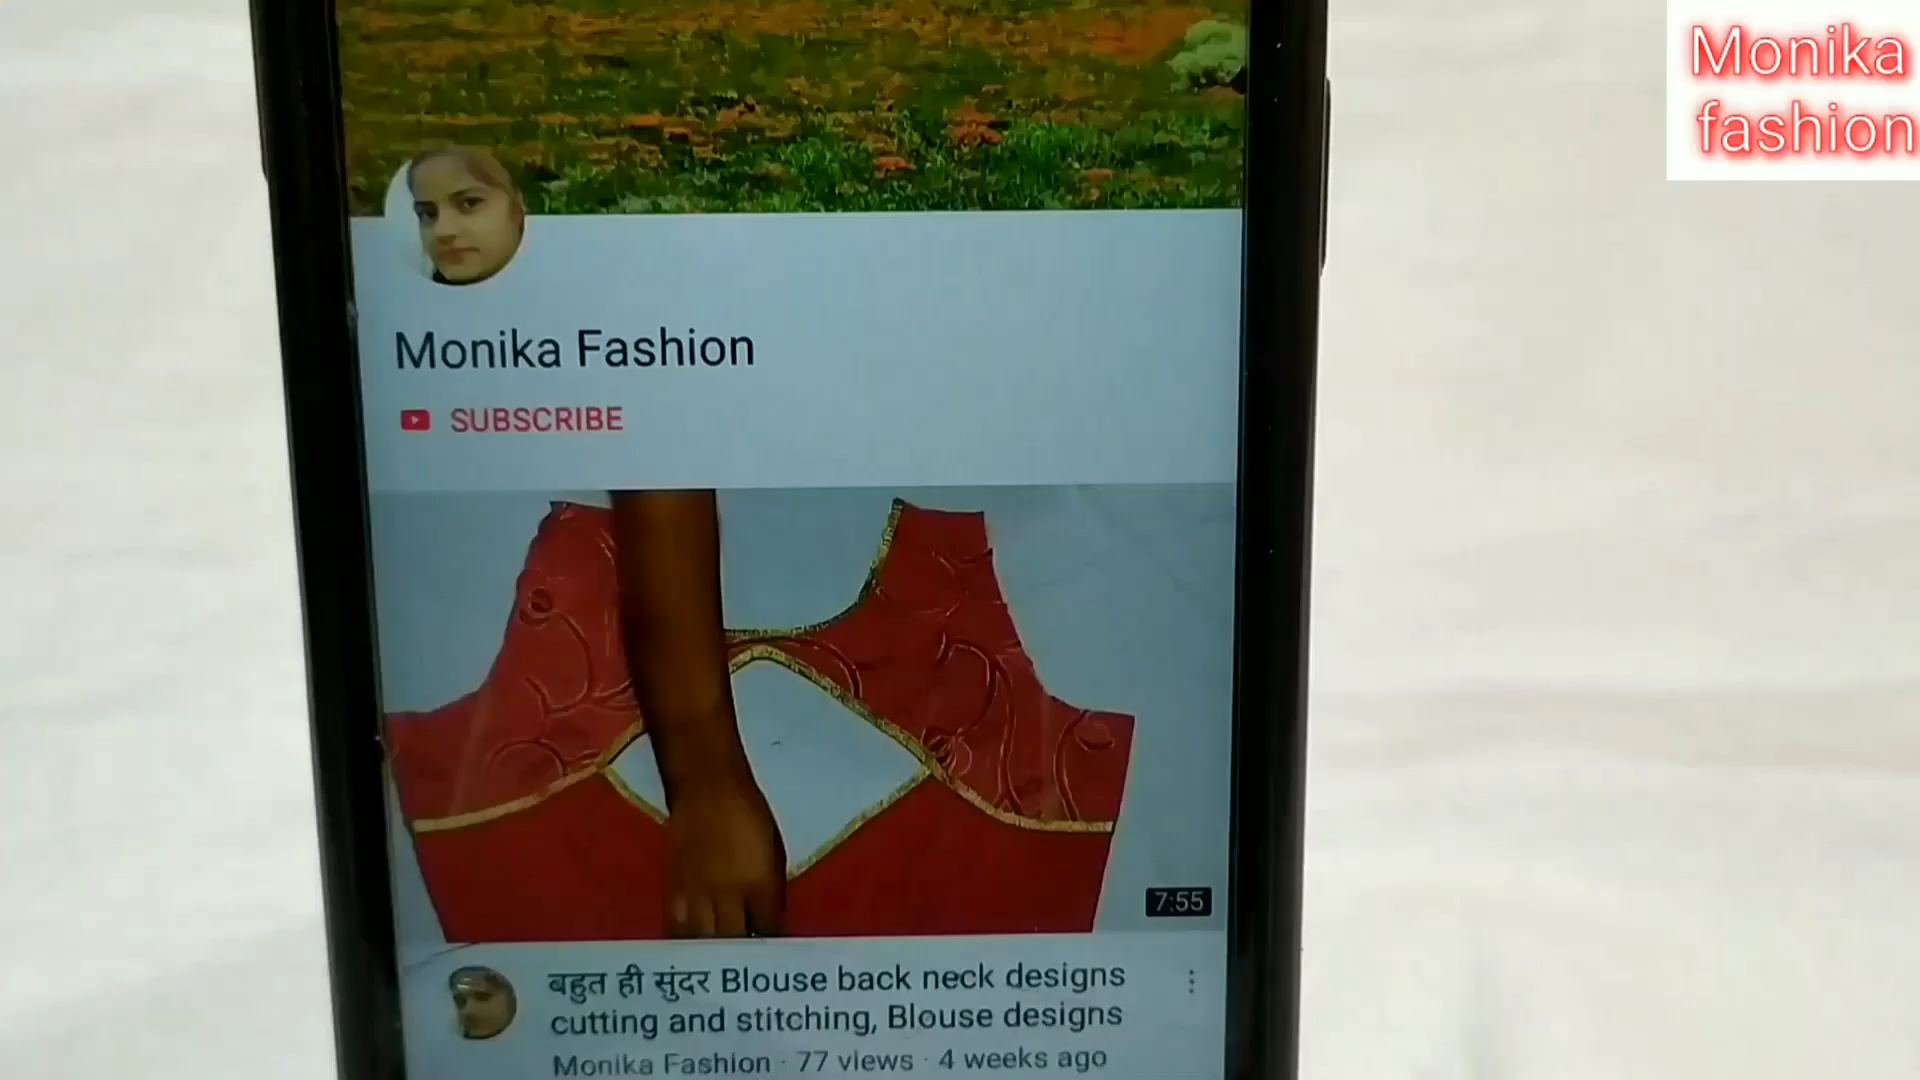 Monika
fashion
Monika Fashion
SUBSCRIBE
7:55
बहुत ही सुंदर Blouse back neck designs
cutting and stitching, Blouse designs
Monika Fashion · 77 views · 4 weeks ago